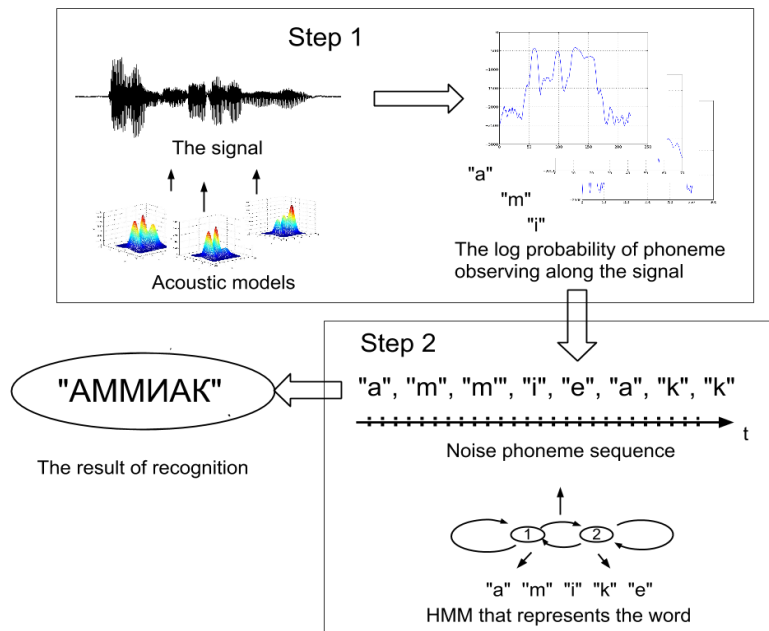 Step 1
The signal
Acoustic models
"a"
"m"
"i"
The log probability of phoneme
observing along the signal
Step 2
"a", "m", "m'", "i", "e", "a", "k", "k"
t
Noise phoneme sequence
1 2
"a" "m" "i" "k" "e"
HMM that represents the word
"АММИАК"
The result of recognition